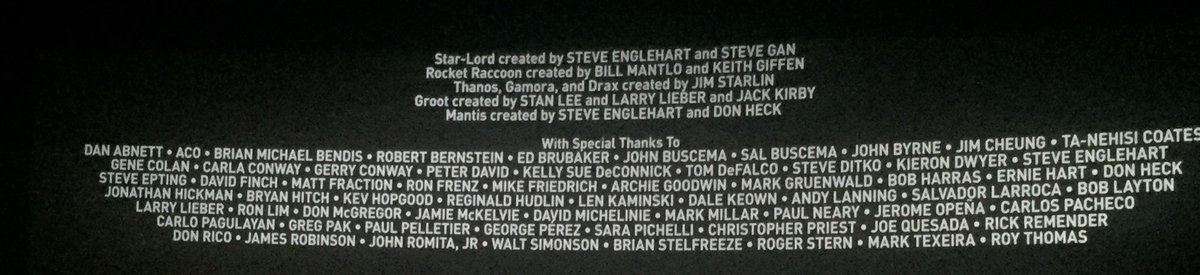 Star-Lord created by STEVE ENGLEHART and STEVE GAN
Rocket Raccoon created by BILL MANTLO and KEITH GIFFEN
Thanos, Gamora, and Drax created by JIM STARLIN
Groot created by STAN LEE and LARRY LIEBER and JACK KIRBY
Mantis created by STEVE ENGLEHART and DON HECK
With Special Thanks To
DAN ABNETT • ACO • BRIAN MICHAEL BENDIS • ROBERT BERNSTEIN • ED BRUBAKER • JOHN BUSCEMA • SAL BUSCEMA • JOHN BYRNE • JIM CHEUNG • TA-NEHISI COATES
GENE COLAN • CARLA CONWAY • GERRY CONWAY • PETER DAVID • KELLY SUE DeCONNICK • TOM DeFALCO • STEVE DITKO • KIERON DWYER • STEVE ENGLEHART
STEVE EPTING • DAVID FINCH • MATT FRACTION • RON FRENZ • MIKE FRIEDRICH • ARCHIE GOODWIN • MARK GRUENWALD • BOB HARRAS • ERNIE HART • DON HECK
JONATHAN HICKMAN • BRYAN HITCH • KEV HOPGOOD • REGINALD HUDLIN • LEN KAMINSKI • DALE KEOWN • ANDY LANNING • SALVADOR LARROCA • BOB LAYTON
LARRY LIEBER • RON LIM • DON McGREGOR • JAMIE McKELVIE • DAVID MICHELINIE • MARK MILLAR • PAUL NEARY • JEROME OPEÑA • CARLOS PACHECO
CARLO PAGULAYAN • GREG PAK • PAUL PELLETIER • GEORGE PÉREZ • SARA PICHELLI • CHRISTOPHER PRIEST • JOE QUESADA • RICK REMENDER
DON RICO • JAMES ROBINSON • JOHN ROMITA, JR • WALT SIMONSON • BRIAN STELFREEZE • ROGER STERN • MARK TEXEIRA • ROY THOMAS